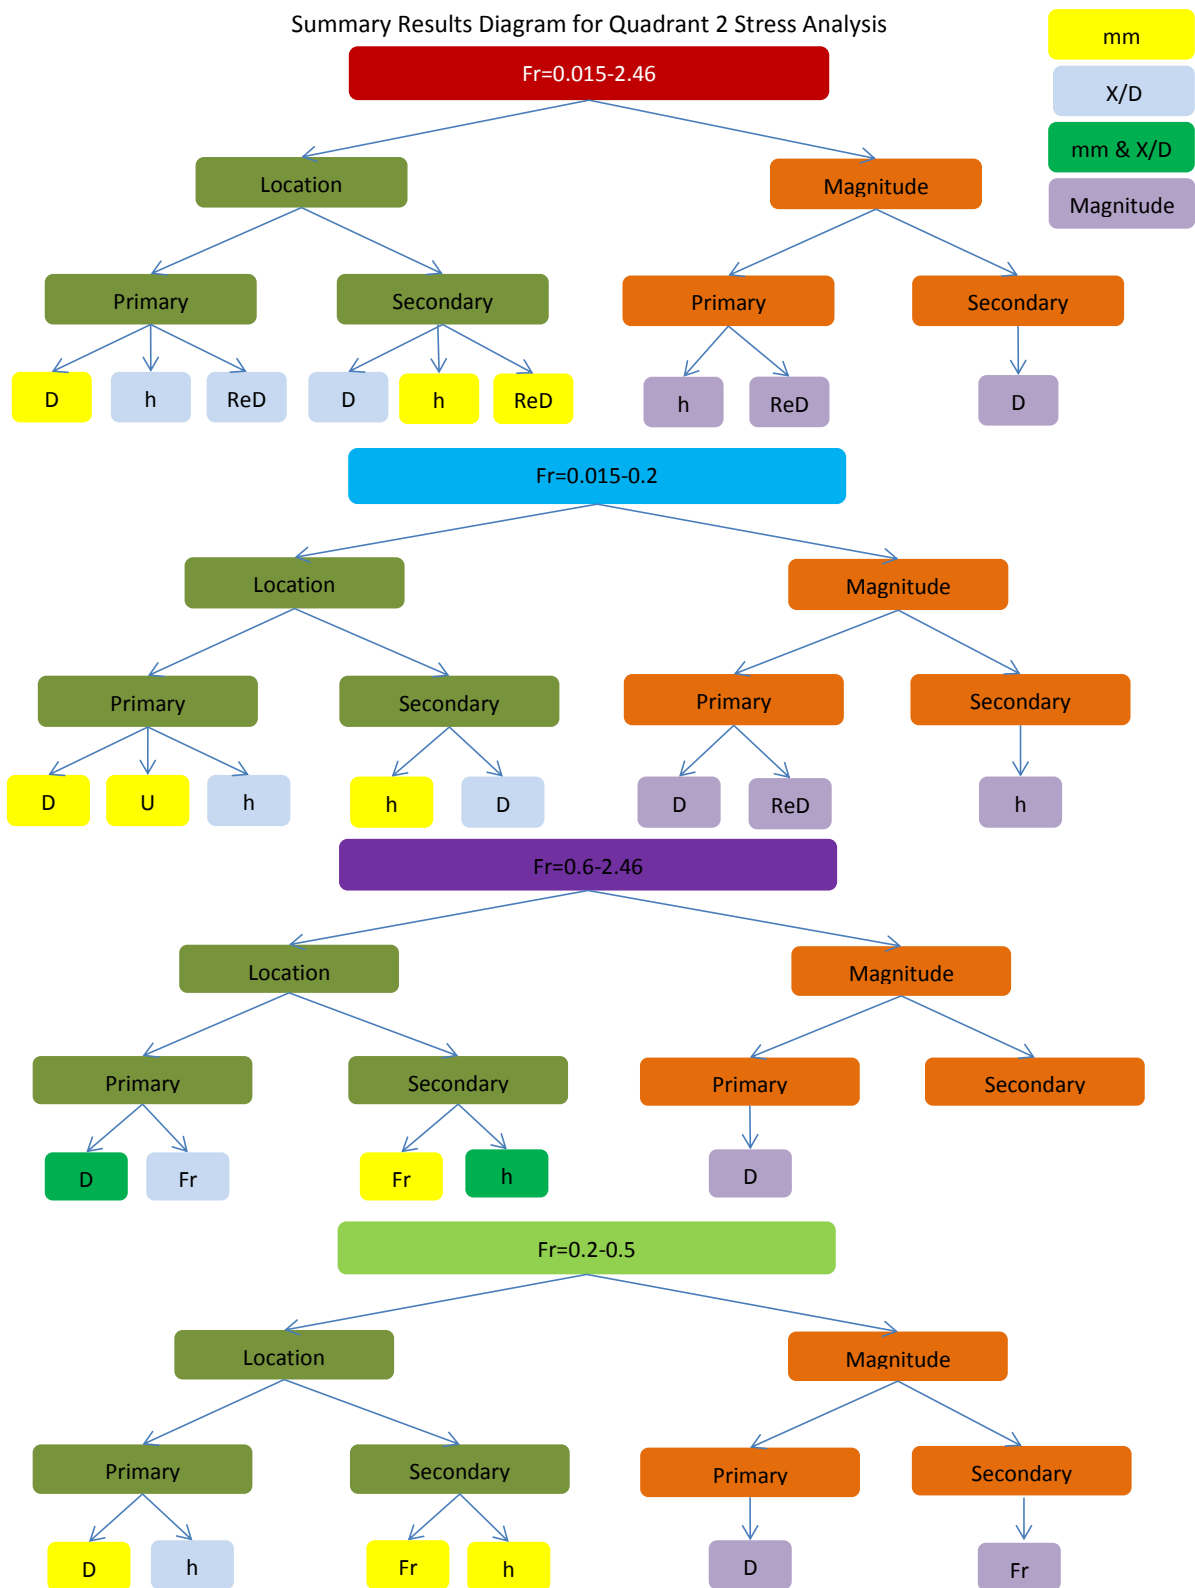 Summary Results Diagram for Quadrant 2 Stress Analysis
mm
Fr=0.015-2.46
X/D
mm & X/D
Location
Magnitude
Magnitude
Primary
Secondary
Primary
Secondary
D
h
ReD
D
h
ReD
h
ReD
D
Fr=0.015-0.2
Location
Magnitude
Primary
Secondary
Primary
Secondary
D
U
h
h
D
D
ReD
h
Fr=0.6-2.46
Location
Magnitude
Primary
Secondary
Primary
Secondary
D
Fr
Fr
h
D
Fr=0.2-0.5
Location
Magnitude
Primary
Secondary
Primary
Secondary
D
h
Fr
h
D
Fr